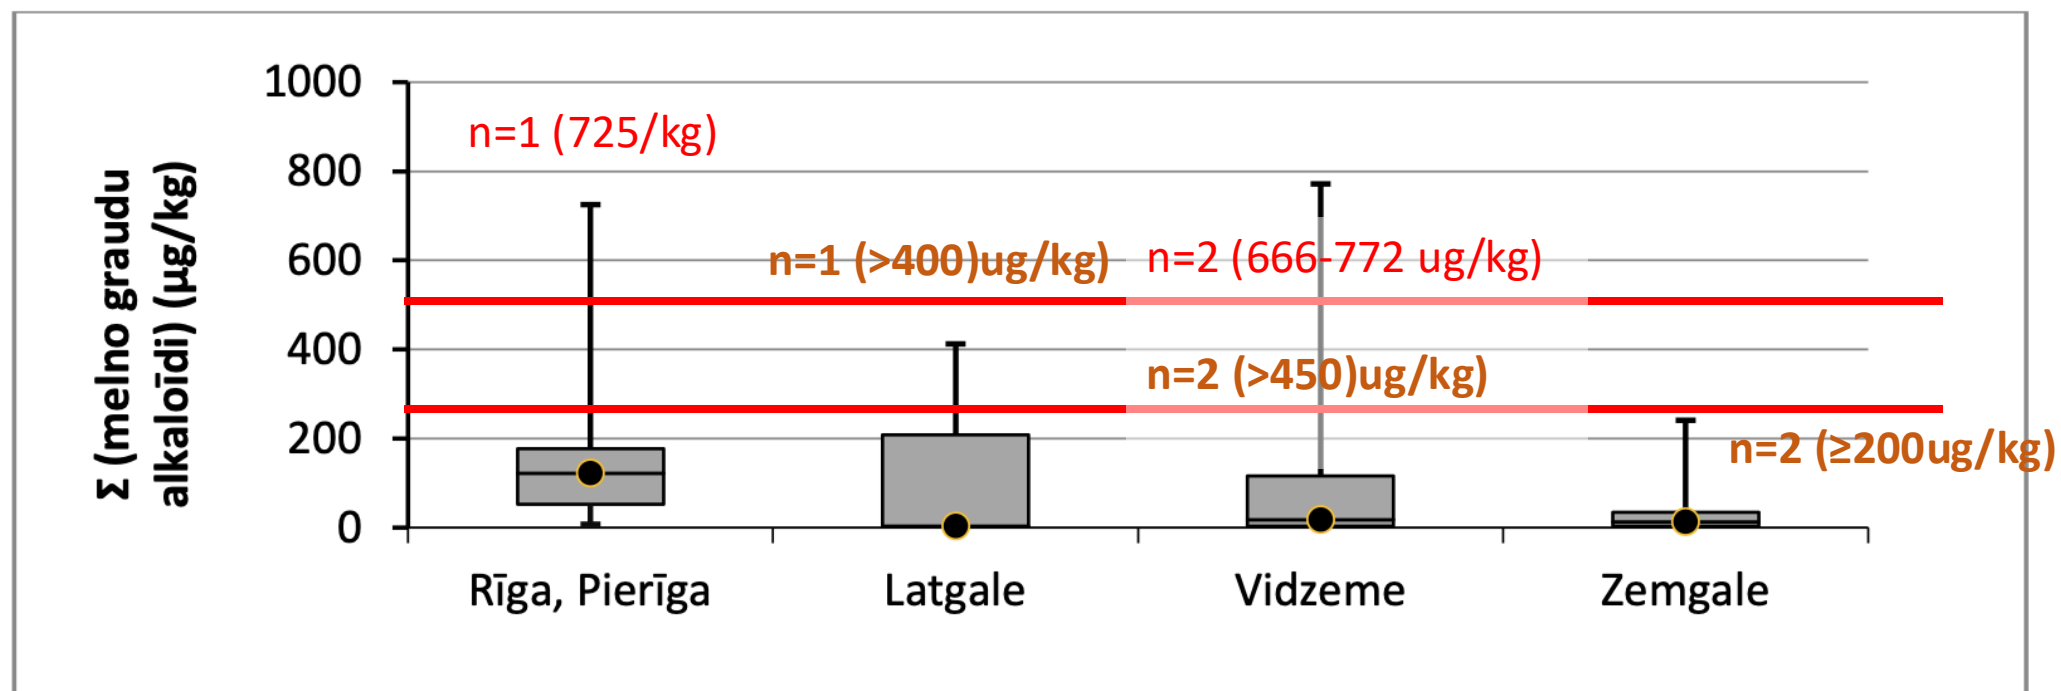 Σ (melno graudu
alkaloīdi) (µg/kg)
1000
800
600
400
200
0
n=1 (725/kg)
n=1 (>400)ug/kg)
n=2 (666-772 ug/kg)
n=2 (>450)ug/kg)
n=2 (≥200ug/kg)
Rīga, Pierīga
Latgale
Vidzeme
Zemgale